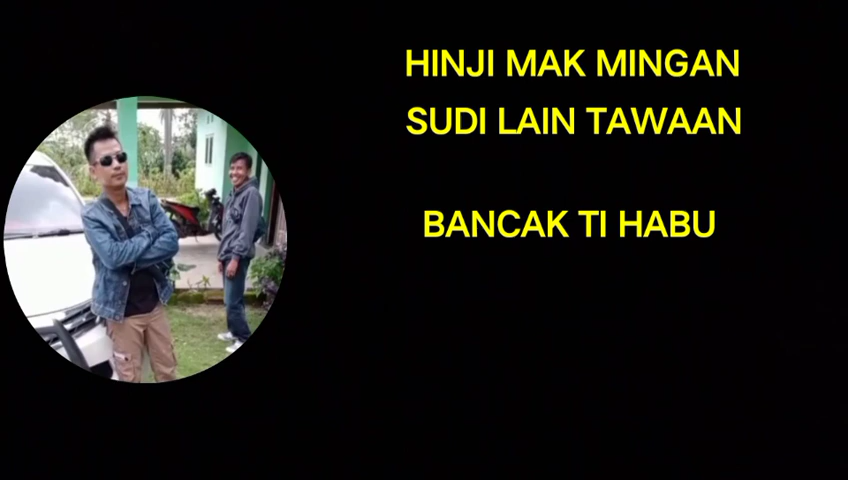 HINJI MAK MINGAN
SUDI LAIN TAWAAN
BANCAK TI HABU